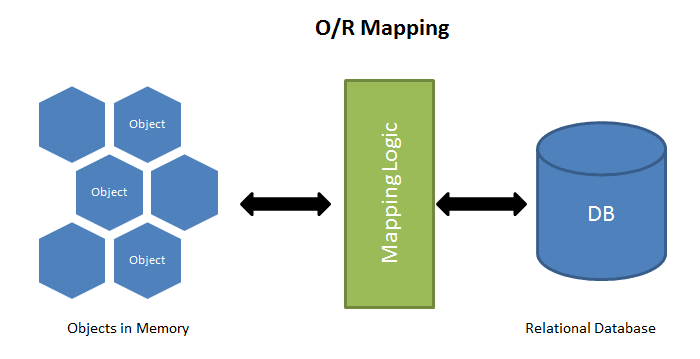 O/R Mapping
Object
Object
Object
Mapping Logic
DB
Objects in Memory
Relational Database